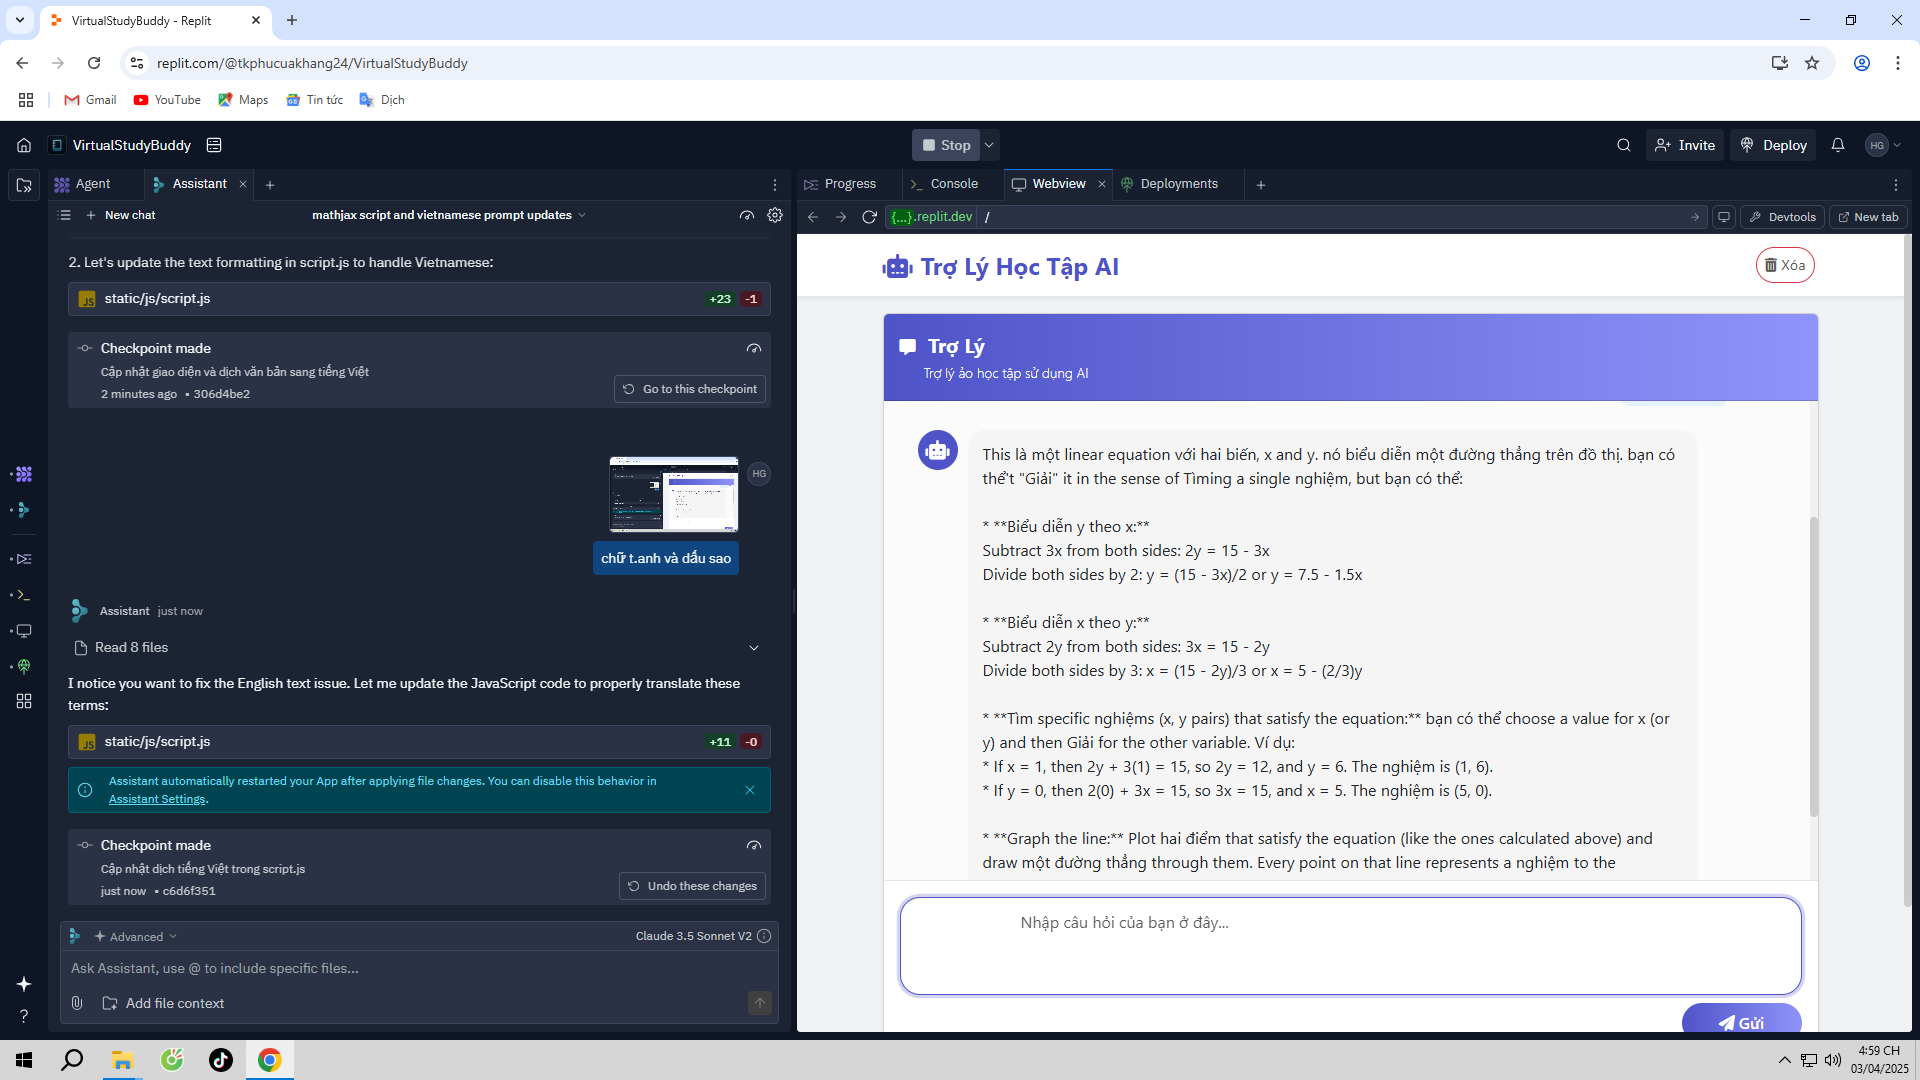 VirtualStudyBuddy - Replit
replit.com/@tkphucuakhang24/VirtualStudyBuddy
Gmail
YouTube
Maps
Tin tức
Dịch
VirtualStudyBuddy
Stop
Invite
Deploy
HG
Agent
Assistant
Progress
Console
Webview
Deployments
New chat
mathjax script and vietnamese prompt updates
{...}.replit.dev
/
Devtools
New tab
2. Let's update the text formatting in script.js to handle Vietnamese:
JS
static/js/script.js
+23
-1
Checkpoint made
Cập nhật giao diện và dịch văn bản sang tiếng Việt
2 minutes ago • 306d4be2
Go to this checkpoint
HG
chữ t.anh và dấu sao
Assistant just now
Read 8 files
I notice you want to fix the English text issue. Let me update the JavaScript code to properly translate these
terms:
JS
static/js/script.js
+11
-0
Assistant automatically restarted your App after applying file changes. You can disable this behavior in
Assistant Settings.
Checkpoint made
Cập nhật dịch tiếng Việt trong script.js
just now • c6d6f351
Undo these changes
Advanced
Claude 3.5 Sonnet V2
Ask Assistant, use @ to include specific files...
Add file context
Trợ Lý Học Tập AI
Xóa
Trợ Lý
Trợ lý ảo học tập sử dụng AI
This là một linear equation với hai biến, x and y. nó biểu diễn một đường thẳng trên đồ thị. bạn có
thể't "Giải" it in the sense of Tìming a single nghiệm, but bạn có thể:
* **Biểu diễn y theo x:**
Subtract 3x from both sides: 2y = 15 - 3x
Divide both sides by 2: y = (15 - 3x)/2 or y = 7.5 - 1.5x
* **Biểu diễn x theo y:**
Subtract 2y from both sides: 3x = 15 - 2y
Divide both sides by 3: x = (15 - 2y)/3 or x = 5 - (2/3)y
* **Tìm specific nghiệms (x, y pairs) that satisfy the equation:** bạn có thể choose a value for x (or
y) and then Giải for the other variable. Ví dụ:
* If x = 1, then 2y + 3(1) = 15, so 2y = 12, and y = 6. The nghiệm is (1, 6).
* If y = 0, then 2(0) + 3x = 15, so 3x = 15, and x = 5. The nghiệm is (5, 0).
* **Graph the line:** Plot hai điểm that satisfy the equation (like the ones calculated above) and
draw một đường thẳng through them. Every point on that line represents a nghiệm to the
Nhập câu hỏi của bạn ở đây...
Gửi
4:59 CH
03/04/2025